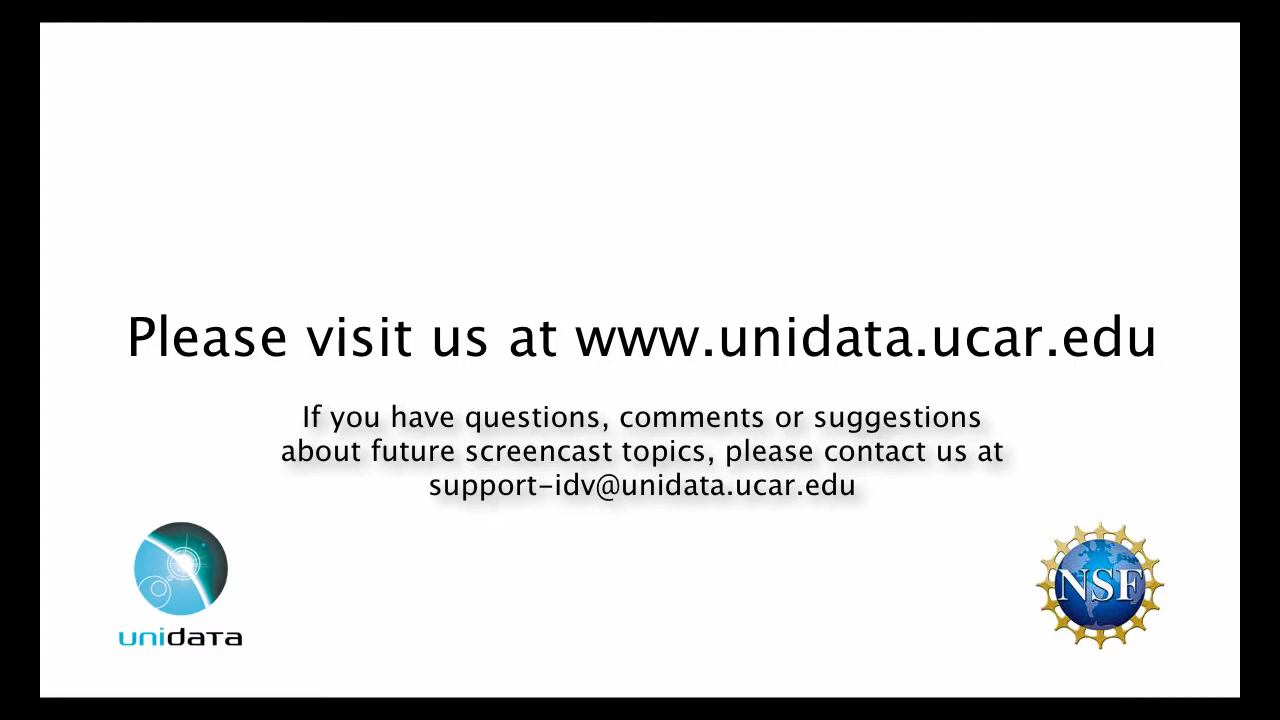 Please visit us at www.unidata.ucar.edu
If you have questions, comments or suggestions
about future screencast topics, please contact us at
support-idv@unidata.ucar.edu
unidata
NSF